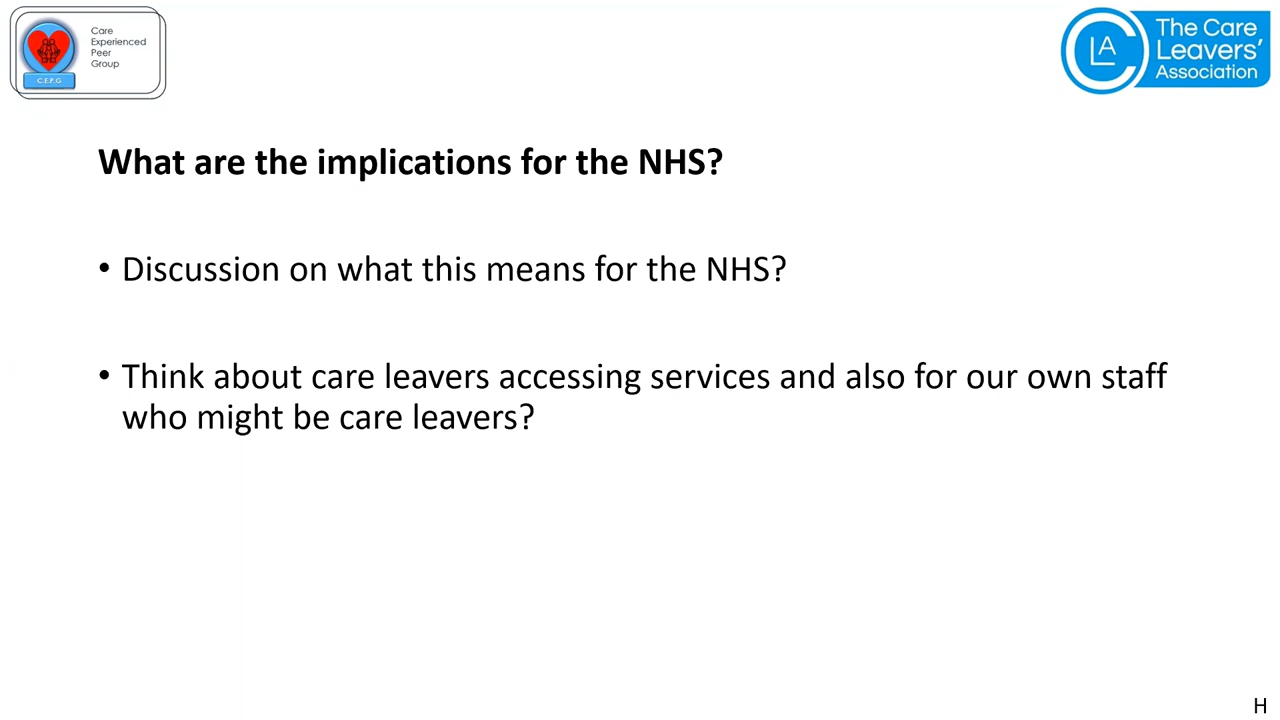 Care
Experienced
Peer
Group
C.E.P.G
CLA
The Care
Leavers'
Association
What are the implications for the NHS?
• Discussion on what this means for the NHS?
• Think about care leavers accessing services and also for our own staff
who might be care leavers?
H